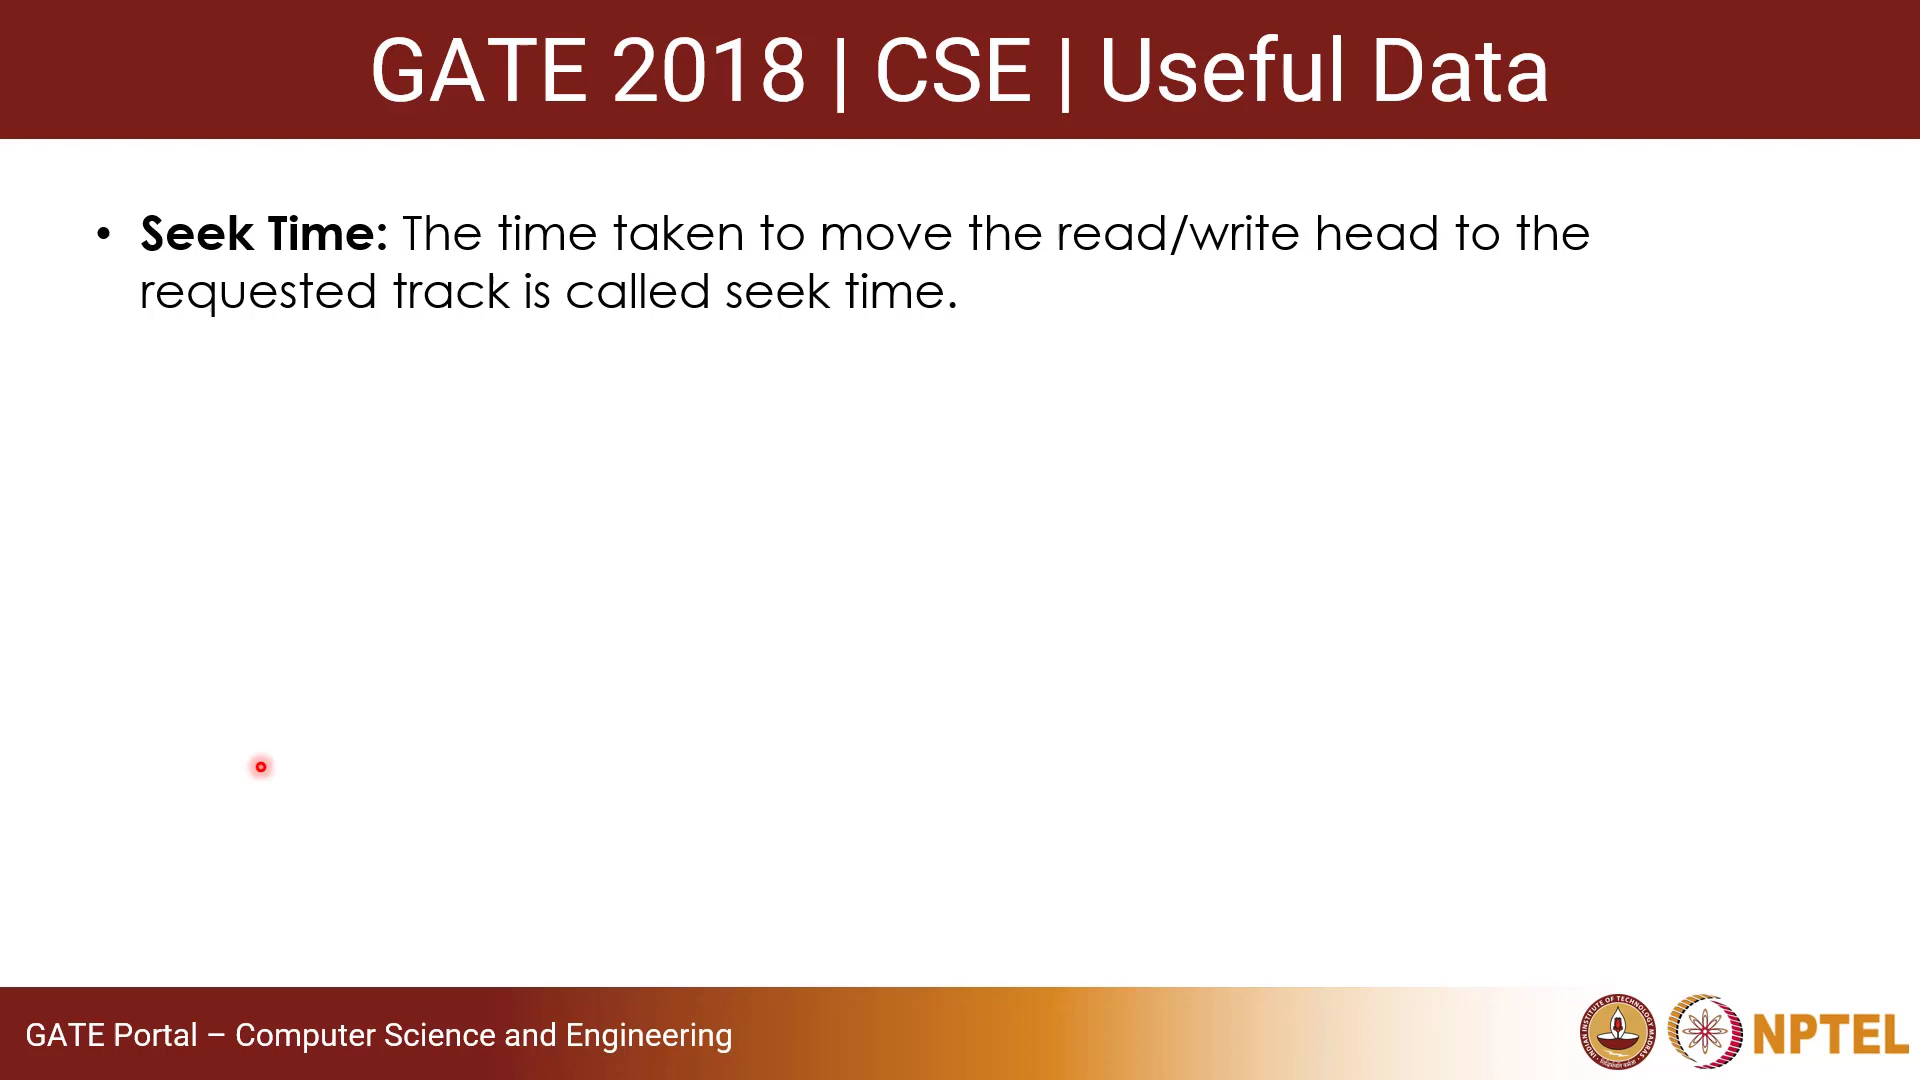 GATE 2018 | CSE | Useful Data
• Seek Time: The time taken to move the read/write head to the
requested track is called seek time.
GATE Portal – Computer Science and Engineering
NPTEL